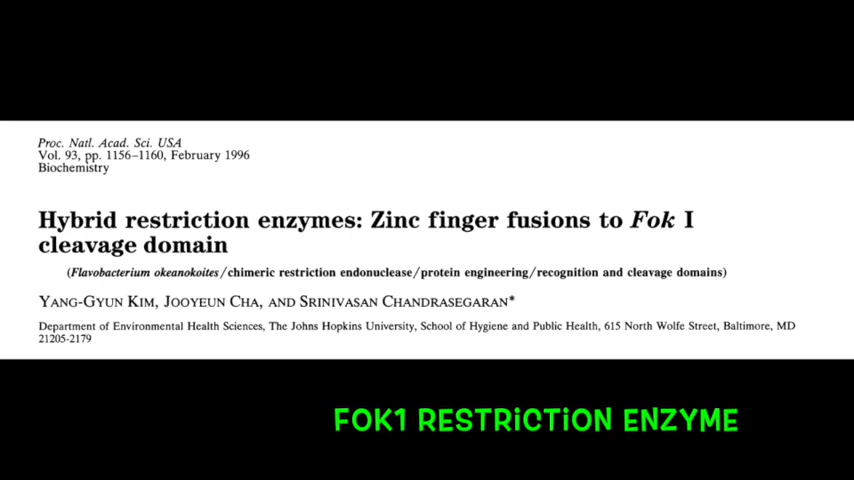 Proc. Natl. Acad. Sci. USA
Vol. 93, pp. 1156–1160, February 1996
Biochemistry
Hybrid restriction enzymes: Zinc finger fusions to Fok I
cleavage domain
(Flavobacterium okeanokoites/chimeric restriction endonuclease/protein engineering/recognition and cleavage domains)
YANG-GYUN KIM, JOOYEUN CHA, AND SRINIVASAN CHANDRASEGARAN*
Department of Environmental Health Sciences, The Johns Hopkins University, School of Hygiene and Public Health, 615 North Wolfe Street, Baltimore, MD
21205-2179
FOK1 RESTRiCTiON ENZYME